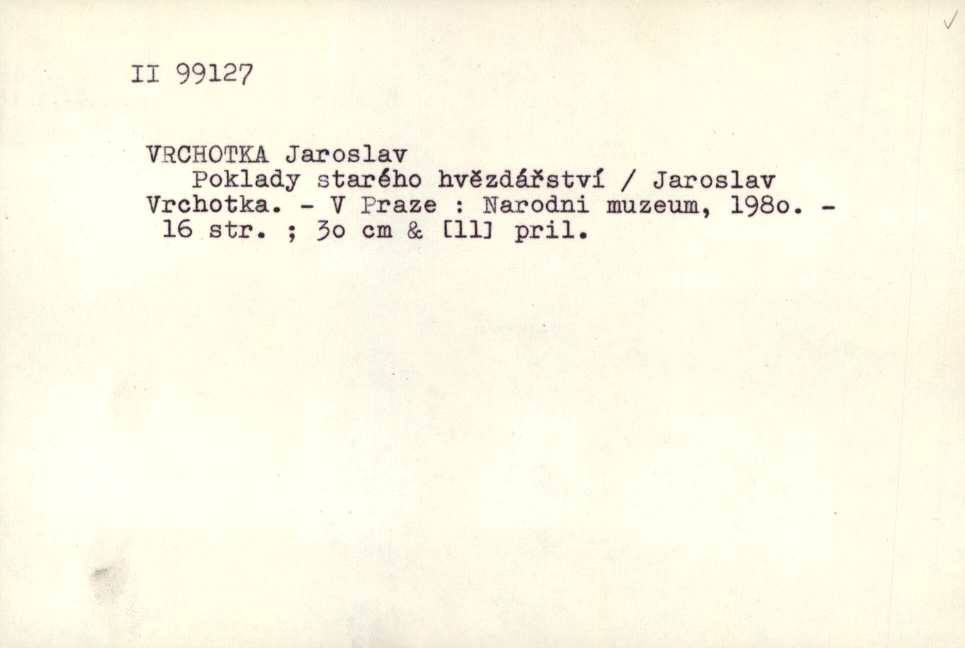 II 99127
VRCHOTKA Jaroslav
Poklady starého hvězdářství / Jaroslav
Vrchotka. - V Praze : Narodni muzeum, 198o. -
16 str. ; 3o cm & [11] pril.